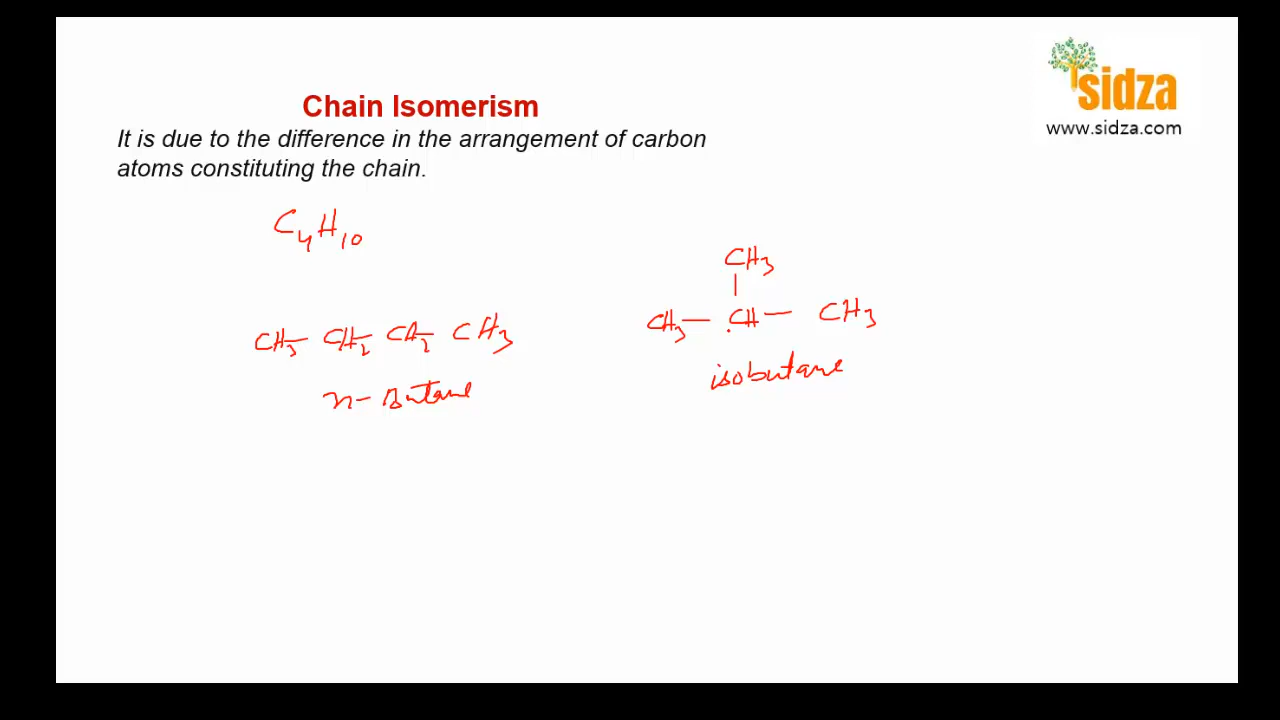 sidza
www.sidza.com
Chain Isomerism
It is due to the difference in the arrangement of carbon
atoms constituting the chain.
C4H10
CH3
|
CH3— CH2— CH2— CH3
CH3— CH— CH3
n-Butane
isobutane